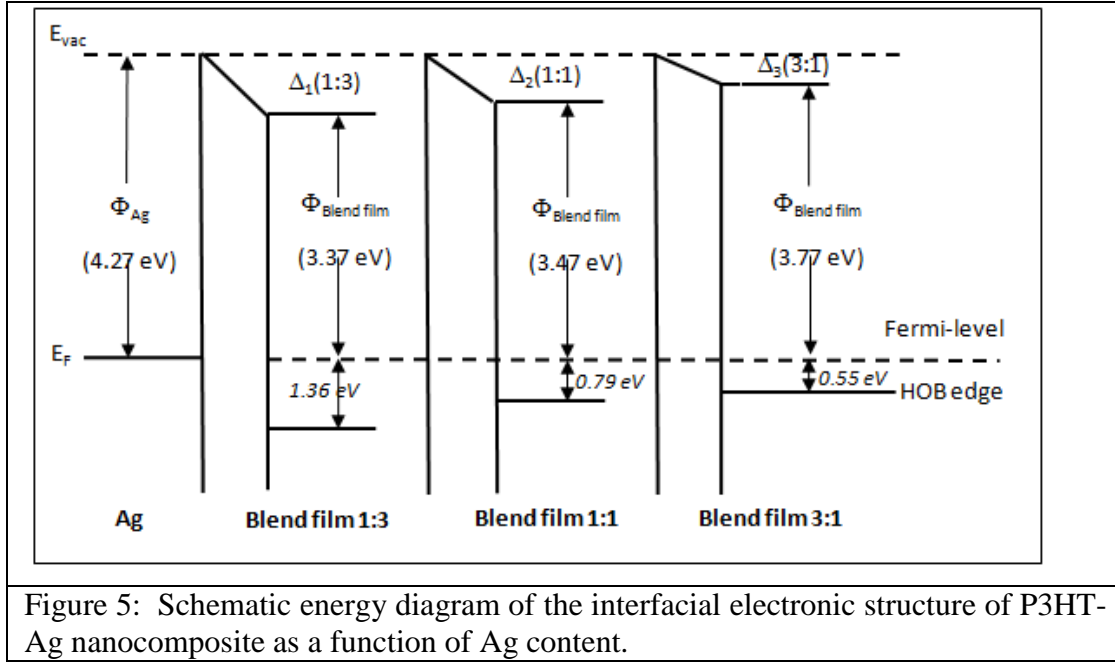 E_vac
Δ₁(1:3)
Δ₂(1:1)
Δ₃(3:1)
Φ_Ag
(4.27 eV)
Φ_Blend film
(3.37 eV)
Φ_Blend film
(3.47 eV)
Φ_Blend film
(3.77 eV)
E_F
Fermi-level
1.36 eV
0.79 eV
0.55 eV
HOB edge
Ag
Blend film 1:3
Blend film 1:1
Blend film 3:1
Figure 5: Schematic energy diagram of the interfacial electronic structure of P3HT-
Ag nanocomposite as a function of Ag content.